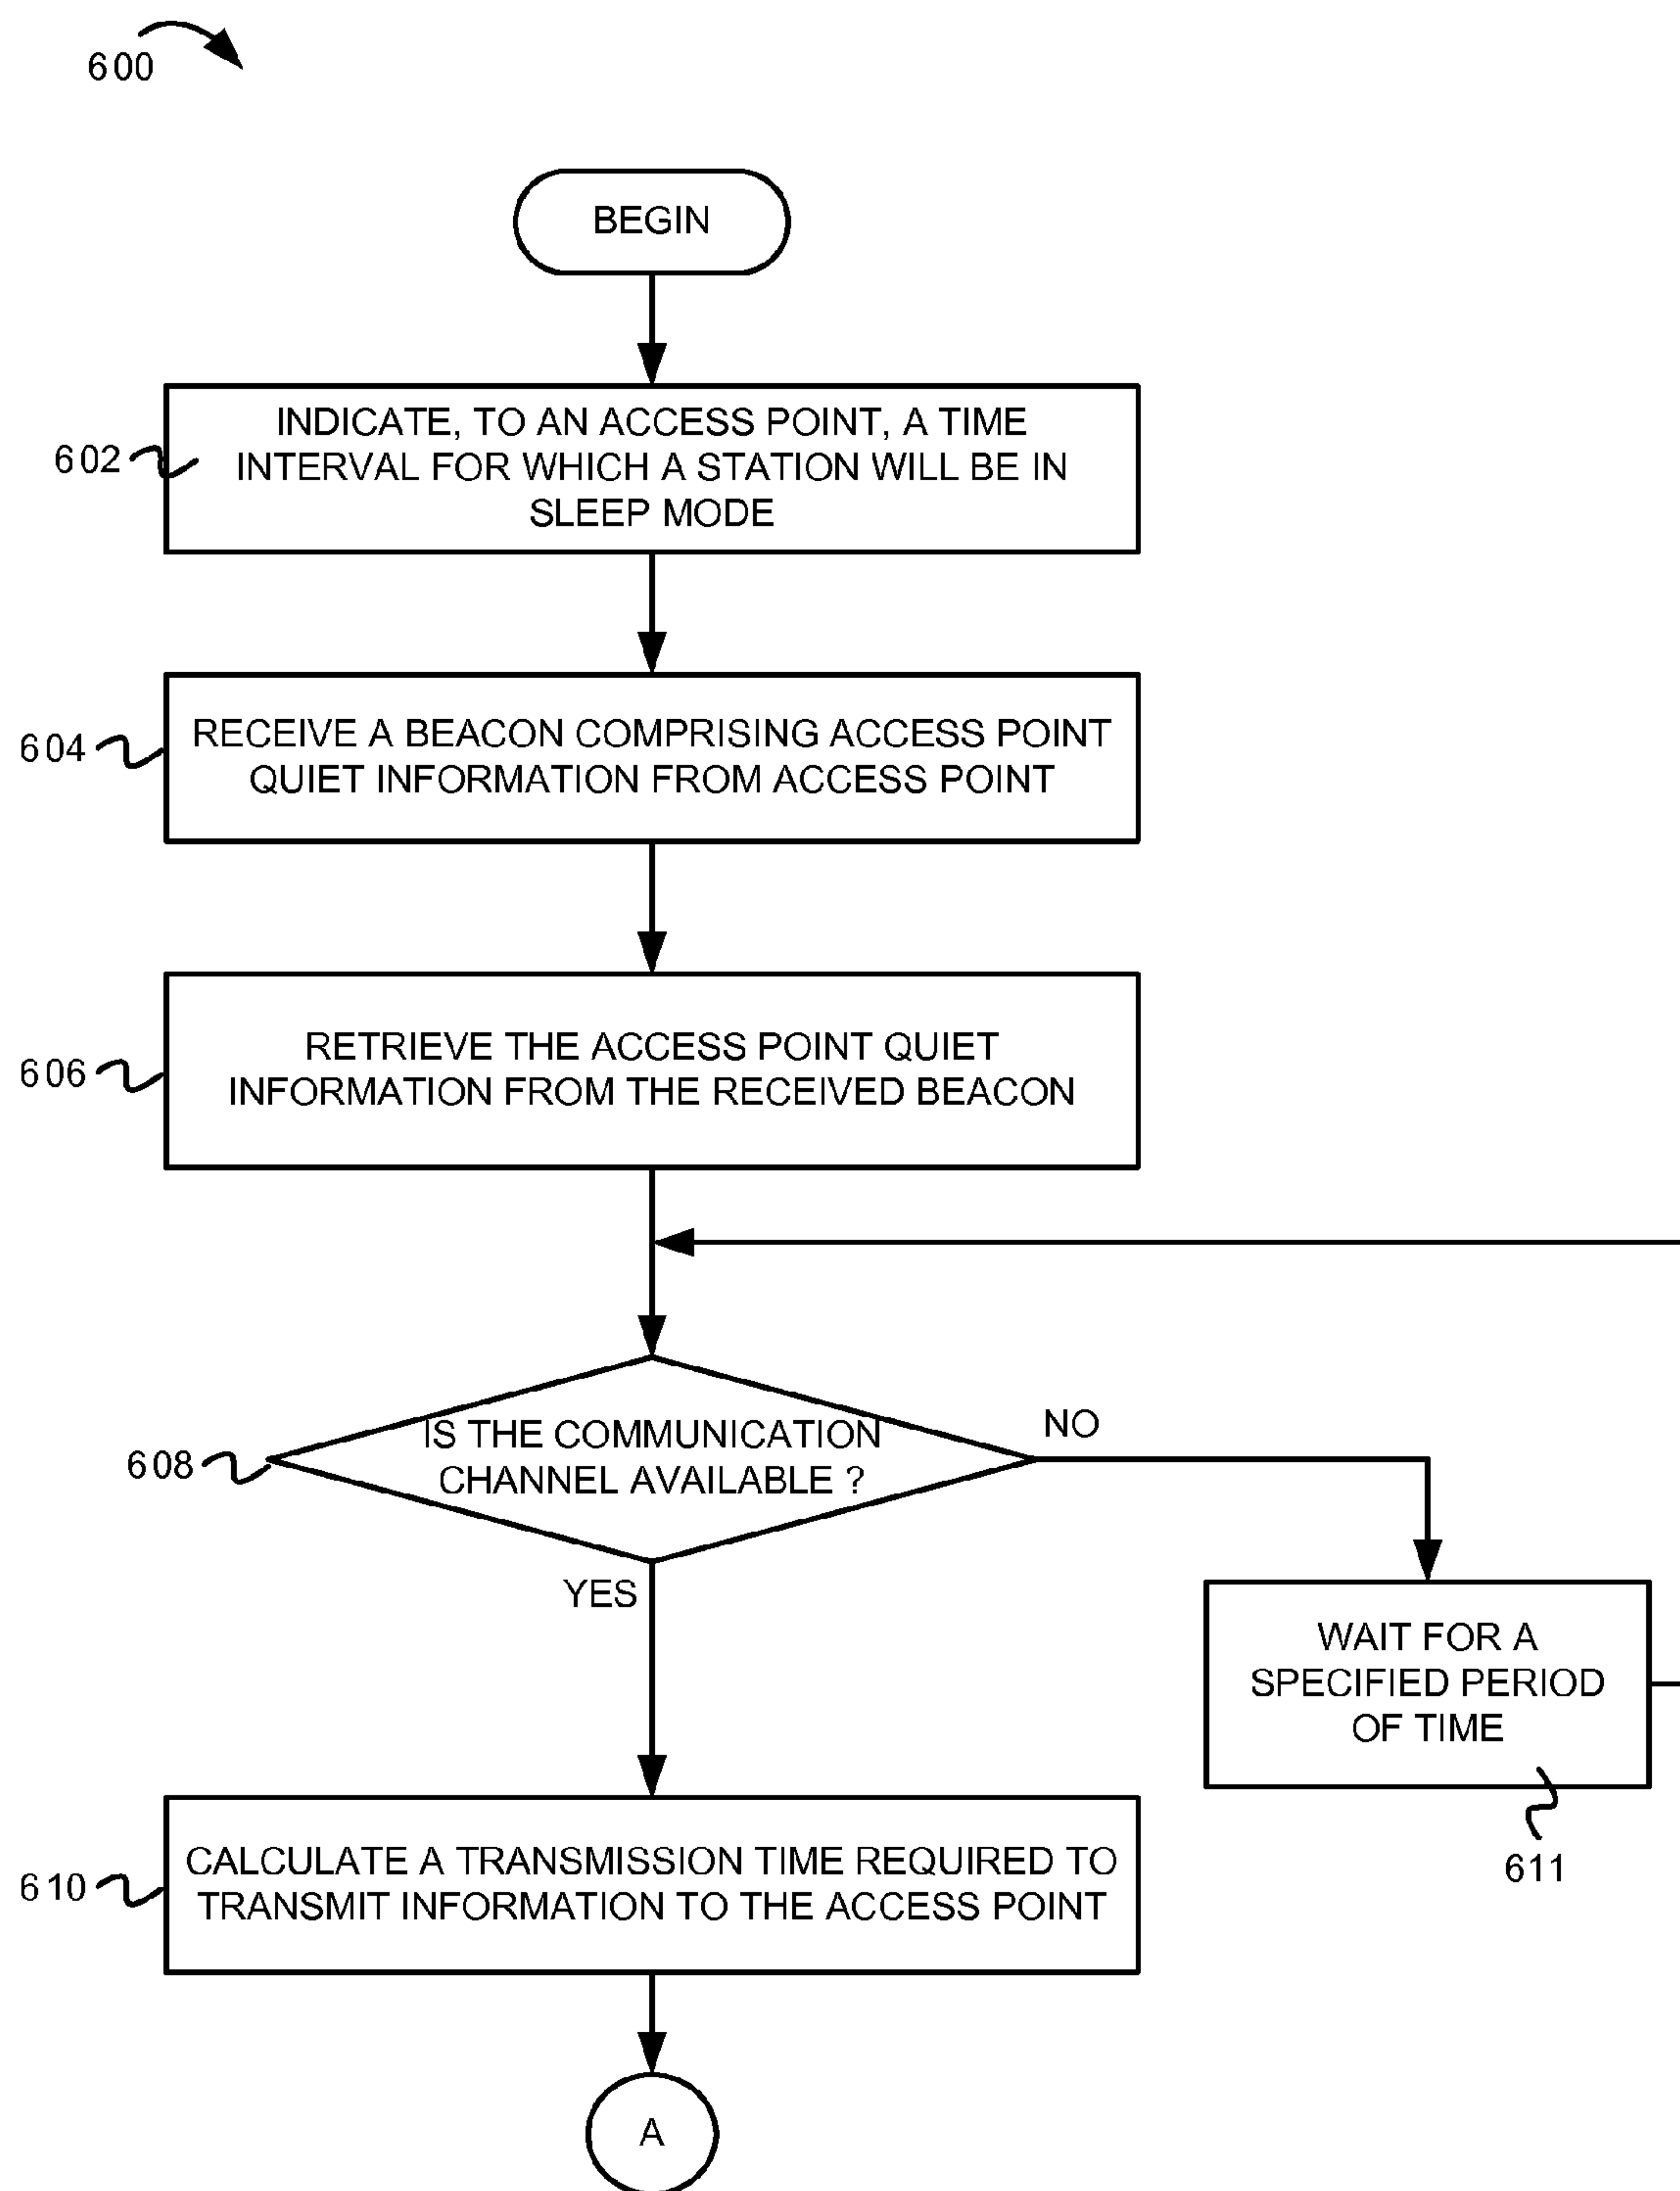 600
BEGIN
602
INDICATE, TO AN ACCESS POINT, A TIME
INTERVAL FOR WHICH A STATION WILL BE IN
SLEEP MODE
604
RECEIVE A BEACON COMPRISING ACCESS POINT
QUIET INFORMATION FROM ACCESS POINT
606
RETRIEVE THE ACCESS POINT QUIET
INFORMATION FROM THE RECEIVED BEACON
608
IS THE COMMUNICATION
CHANNEL AVAILABLE ?
NO
YES
WAIT FOR A
SPECIFIED PERIOD
OF TIME
611
610
CALCULATE A TRANSMISSION TIME REQUIRED TO
TRANSMIT INFORMATION TO THE ACCESS POINT
A